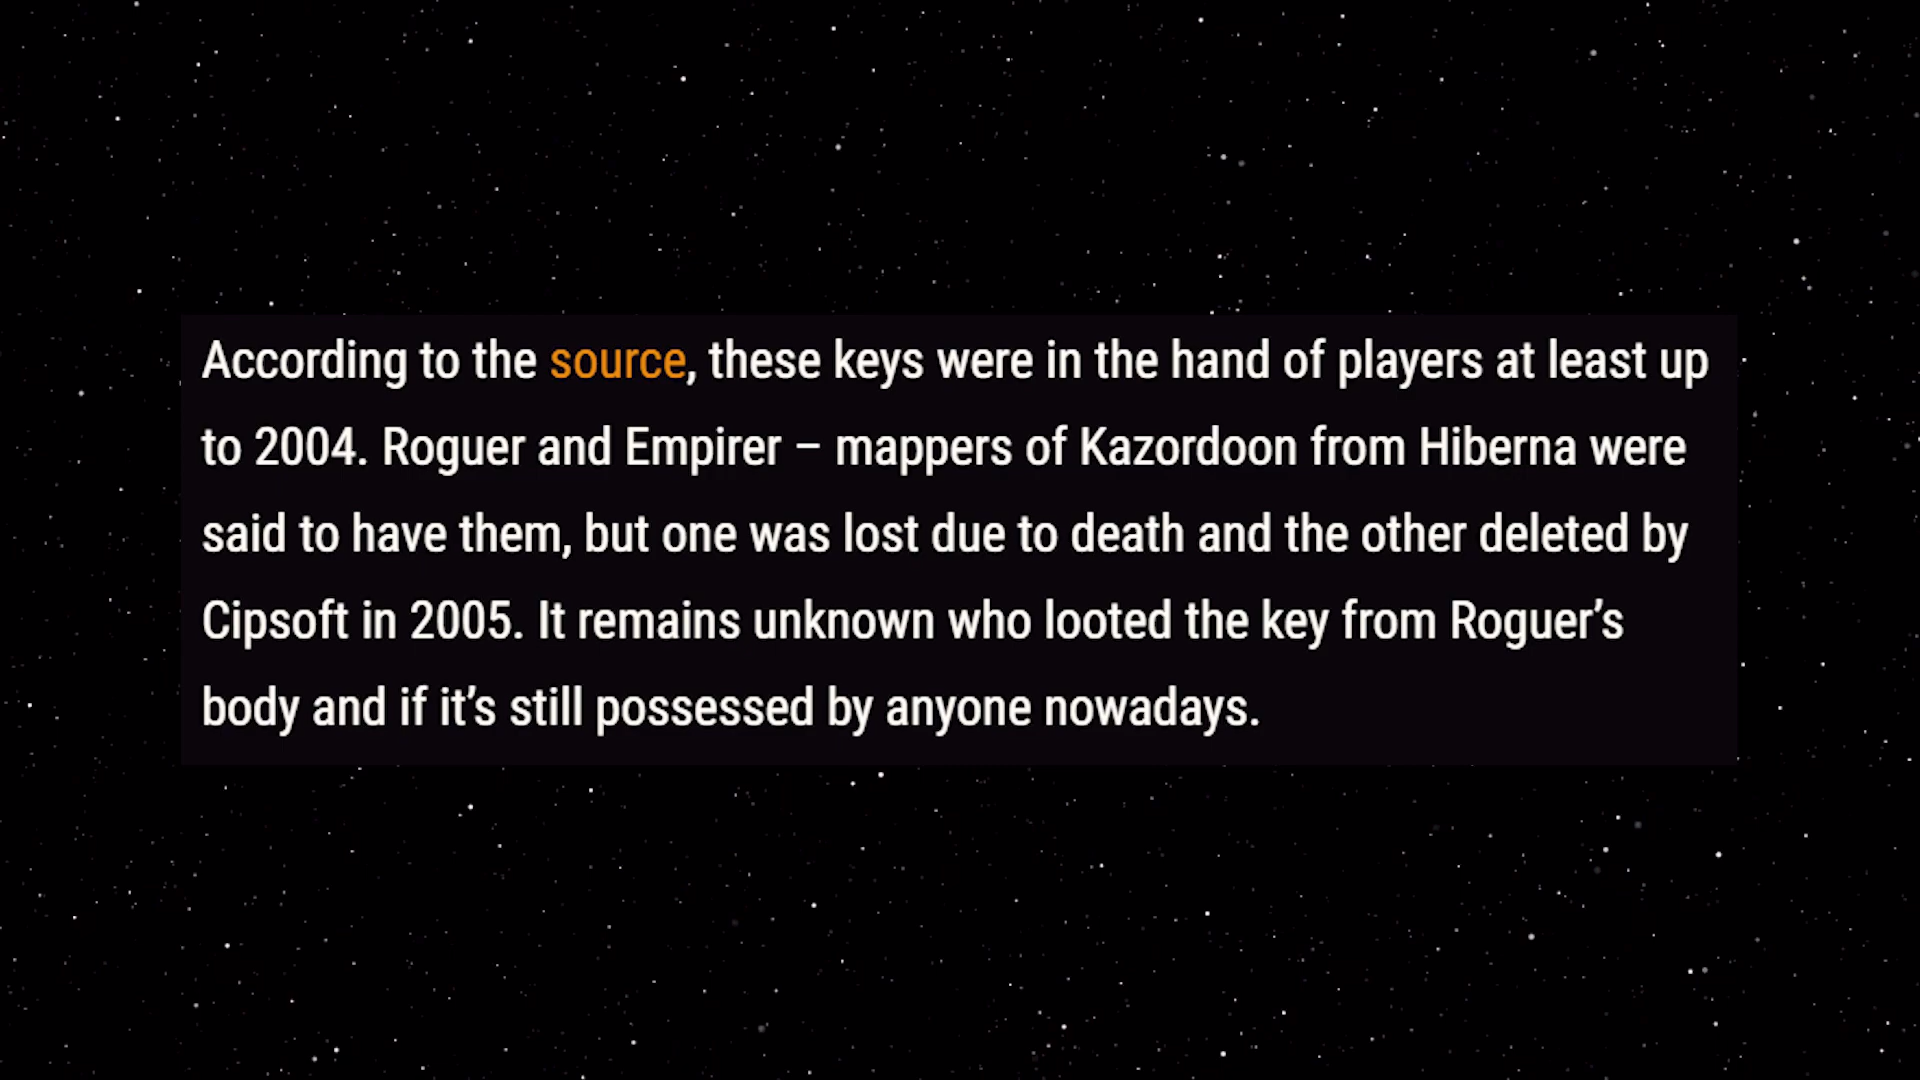 According to the source, these keys were in the hand of players at least up
to 2004. Roguer and Empirer – mappers of Kazordoon from Hiberna were
said to have them, but one was lost due to death and the other deleted by
Cipsoft in 2005. It remains unknown who looted the key from Roguer’s
body and if it’s still possessed by anyone nowadays.